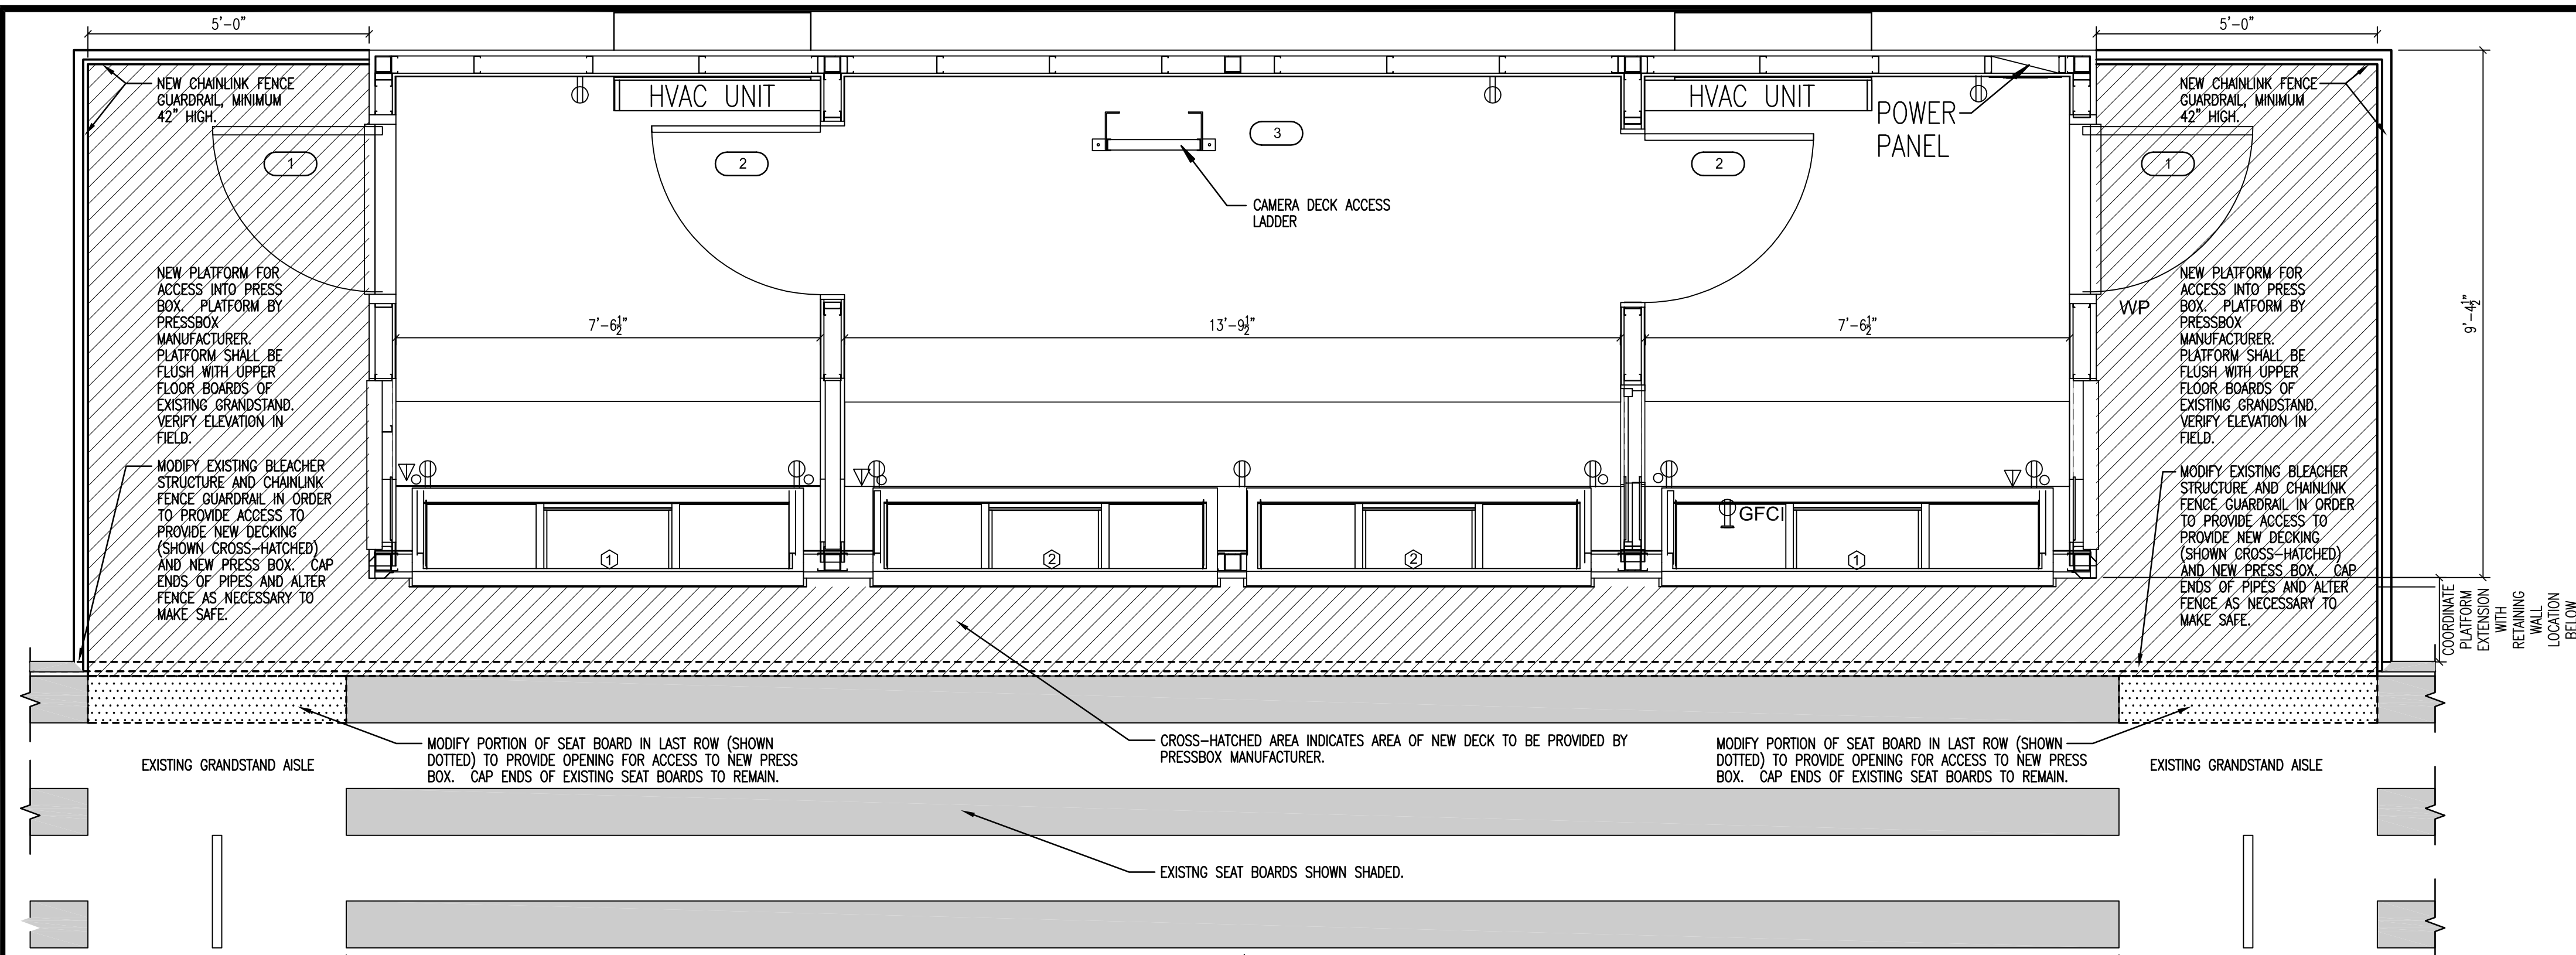 5'-0"
5'-0"
NEW CHAINLINK FENCE
GUARDRAIL, MINIMUM
42" HIGH.
HVAC UNIT
HVAC UNIT
POWER
PANEL
NEW CHAINLINK FENCE
GUARDRAIL, MINIMUM
42" HIGH.
1
2
3
2
1
CAMERA DECK ACCESS
LADDER
NEW PLATFORM FOR
ACCESS INTO PRESS
BOX. PLATFORM BY
PRESSBOX
MANUFACTURER.
PLATFORM SHALL BE
FLUSH WITH UPPER
FLOOR BOARDS OF
EXISTING GRANDSTAND.
VERIFY ELEVATION IN
FIELD.
7'-6½"
13'-9½"
7'-6½"
WP
NEW PLATFORM FOR
ACCESS INTO PRESS
BOX. PLATFORM BY
PRESSBOX
MANUFACTURER.
PLATFORM SHALL BE
FLUSH WITH UPPER
FLOOR BOARDS OF
EXISTING GRANDSTAND.
VERIFY ELEVATION IN
FIELD.
9'-4½"
MODIFY EXISTING BLEACHER
STRUCTURE AND CHAINLINK
FENCE GUARDRAIL IN ORDER
TO PROVIDE ACCESS TO
PROVIDE NEW DECKING
(SHOWN CROSS-HATCHED)
AND NEW PRESS BOX. CAP
ENDS OF PIPES AND ALTER
FENCE AS NECESSARY TO
MAKE SAFE.
GFCI
1
2
2
1
MODIFY EXISTING BLEACHER
STRUCTURE AND CHAINLINK
FENCE GUARDRAIL IN ORDER
TO PROVIDE ACCESS TO
PROVIDE NEW DECKING
(SHOWN CROSS-HATCHED)
AND NEW PRESS BOX. CAP
ENDS OF PIPES AND ALTER
FENCE AS NECESSARY TO
MAKE SAFE.
COORDINATE
PLATFORM
EXTENSION
WITH
RETAINING
WALL
LOCATION
BELOW
EXISTING GRANDSTAND AISLE
MODIFY PORTION OF SEAT BOARD IN LAST ROW (SHOWN
DOTTED) TO PROVIDE OPENING FOR ACCESS TO NEW PRESS
BOX. CAP ENDS OF EXISTING SEAT BOARDS TO REMAIN.
CROSS-HATCHED AREA INDICATES AREA OF NEW DECK TO BE PROVIDED BY
PRESSBOX MANUFACTURER.
MODIFY PORTION OF SEAT BOARD IN LAST ROW (SHOWN
DOTTED) TO PROVIDE OPENING FOR ACCESS TO NEW PRESS
BOX. CAP ENDS OF EXISTING SEAT BOARDS TO REMAIN.
EXISTING GRANDSTAND AISLE
EXISTNG SEAT BOARDS SHOWN SHADED.